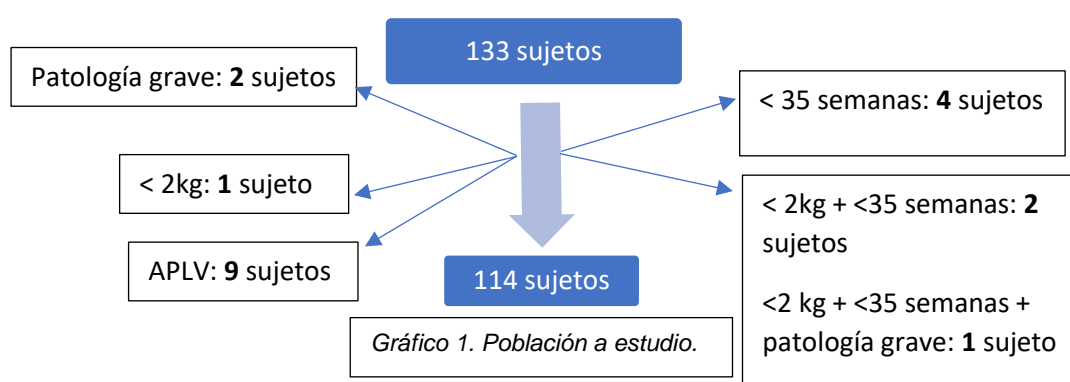 133 sujetos
Patología grave: 2 sujetos
< 35 semanas: 4 sujetos
< 2kg: 1 sujeto
< 2kg + <35 semanas: 2
sujetos
<2 kg + <35 semanas +
patología grave: 1 sujeto
APLV: 9 sujetos
114 sujetos
Gráfico 1. Población a estudio.